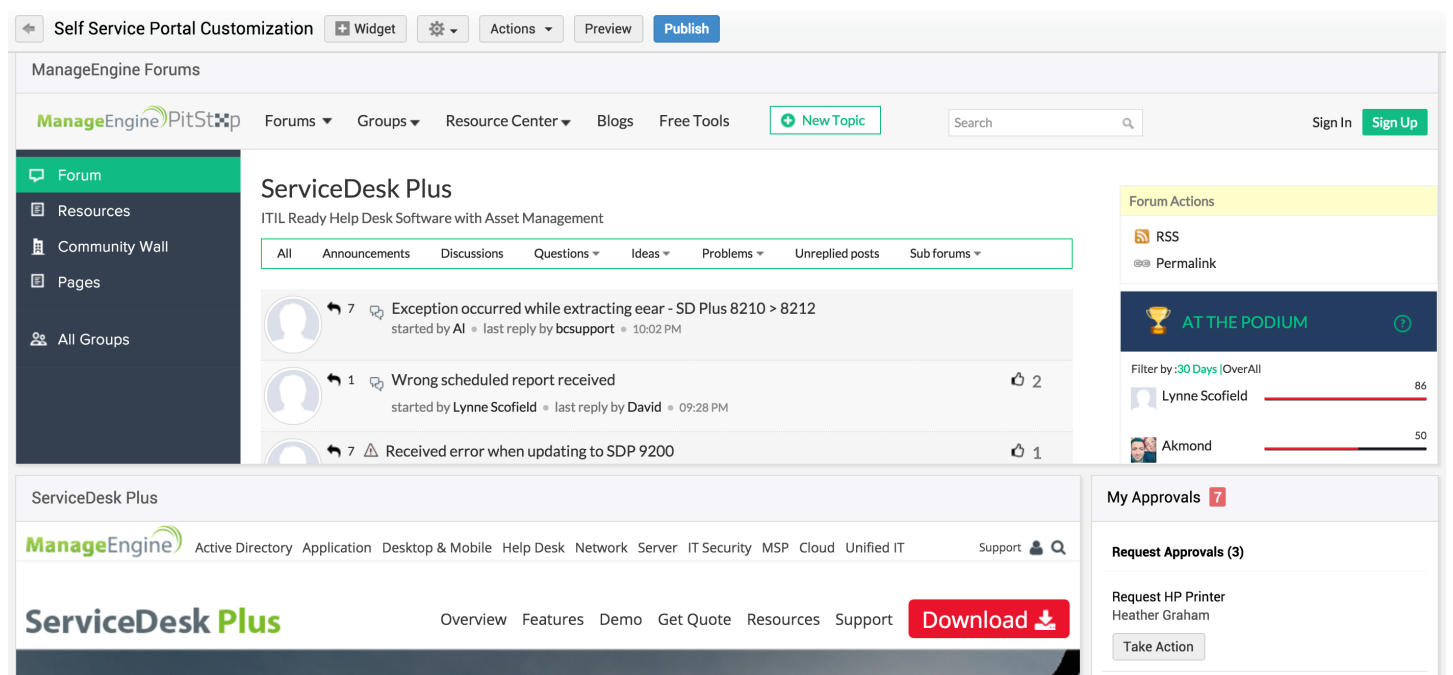 Self Service Portal Customization Widget Actions Preview Publish
ManageEngine Forums
ManageEngine PitStop Forums Groups Resource Center Blogs Free Tools New Topic Search Sign In Sign Up
Forum
Resources
Community Wall
Pages
All Groups
ServiceDesk Plus
ITIL Ready Help Desk Software with Asset Management
All Announcements Discussions Questions Ideas Problems Unreplied posts Sub forums
7 Exception occurred while extracting eear - SD Plus 8210 > 8212
started by Al • last reply by bcsupport • 10:02 PM
1 Wrong scheduled report received 2
started by Lynne Scofield • last reply by David • 09:28 PM
7 Received error when updating to SDP 9200 1
Forum Actions
RSS
Permalink
AT THE PODIUM ?
Filter by :30 Days |OverAll
Lynne Scofield 86
Akmond 50
ServiceDesk Plus
ManageEngine Active Directory Application Desktop & Mobile Help Desk Network Server IT Security MSP Cloud Unified IT Support
ServiceDesk Plus Overview Features Demo Get Quote Resources Support Download
My Approvals 7
Request Approvals (3)
Request HP Printer
Heather Graham
Take Action